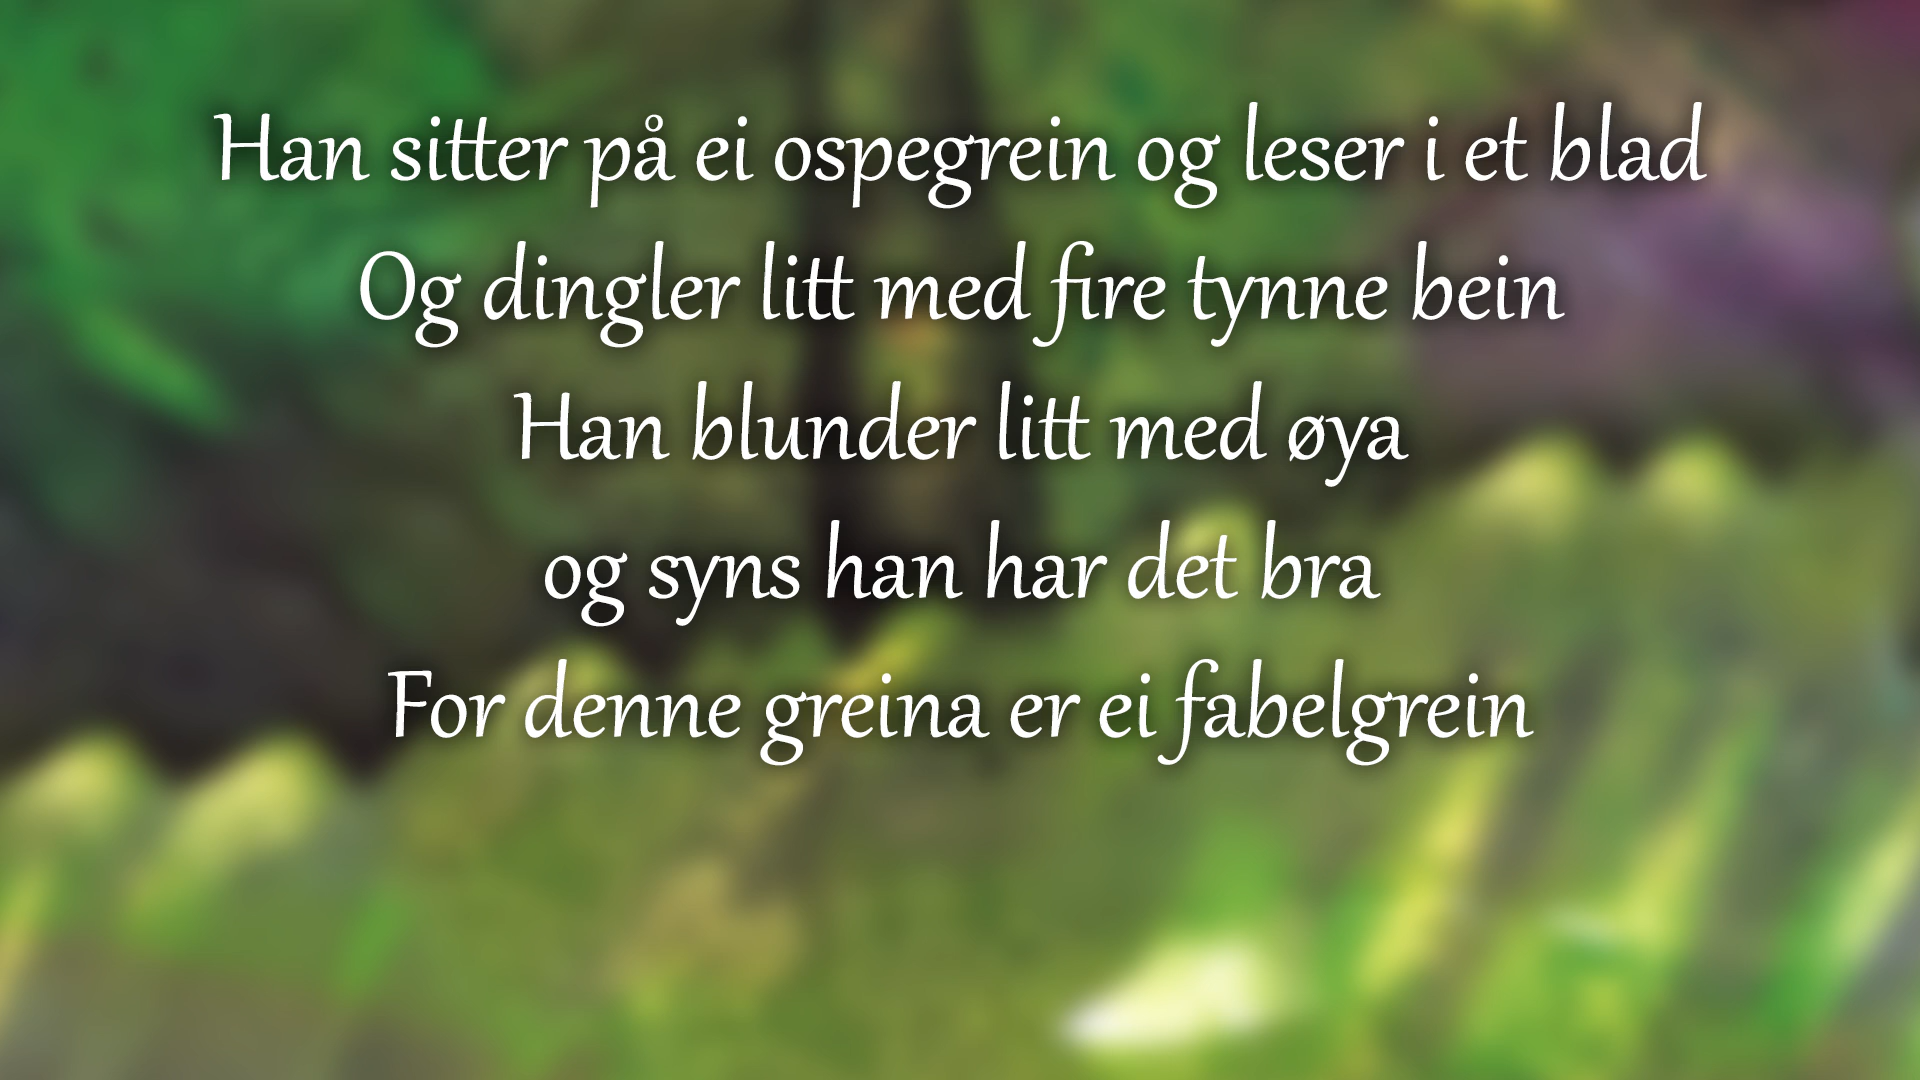 Han sitter på ei ospegrein og leser i et blad
Og dingler litt med fire tynne bein
Han blunder litt med øya
og syns han har det bra
For denne greina er ei fabelgrein